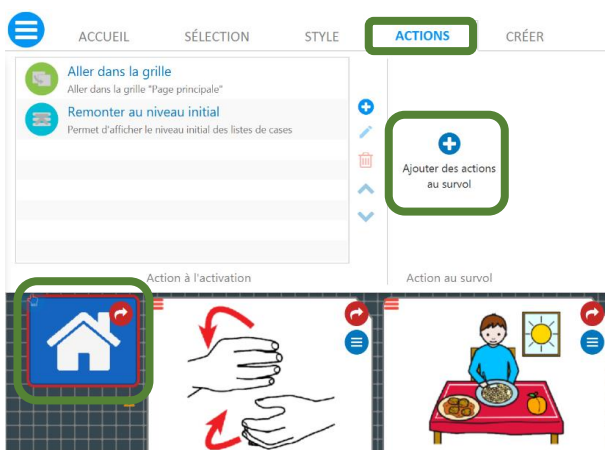 ACCUEIL SÉLECTION STYLE ACTIONS CRÉER
Aller dans la grille
Aller dans la grille "Page principale"
Remonter au niveau initial
Permet d'afficher le niveau initial des listes de cases
Ajouter des actions
au survol
Action à l'activation
Action au survol